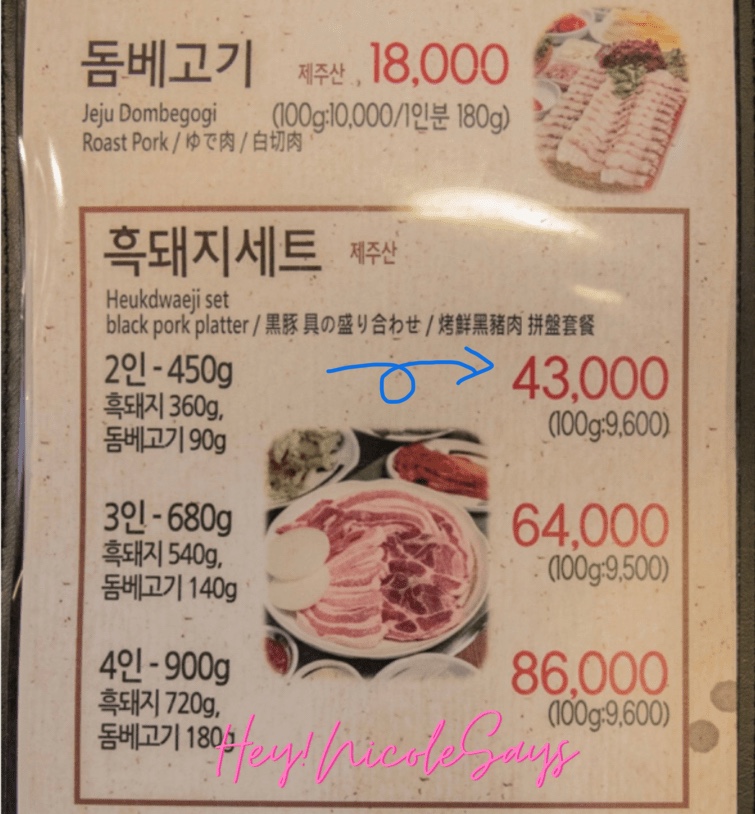 돔베고기 제주산 18,000
Jeju Dombegogi (100g:10,000/1인분 180g)
Roast Pork / ゆで肉 / 白切肉
흑돼지세트 제주산
Heukdwaeji set
black pork platter / 黒豚 具の盛り合わせ / 烤鮮黑豬肉 拼盤套餐
2인 - 450g 43,000
흑돼지 360g, (100g:9,600)
돔베고기 90g
3인 - 680g 64,000
흑돼지 540g, (100g:9,500)
돔베고기 140g
4인 - 900g 86,000
흑돼지 720g, (100g:9,600)
돔베고기 180g
Hey! NicoleSays